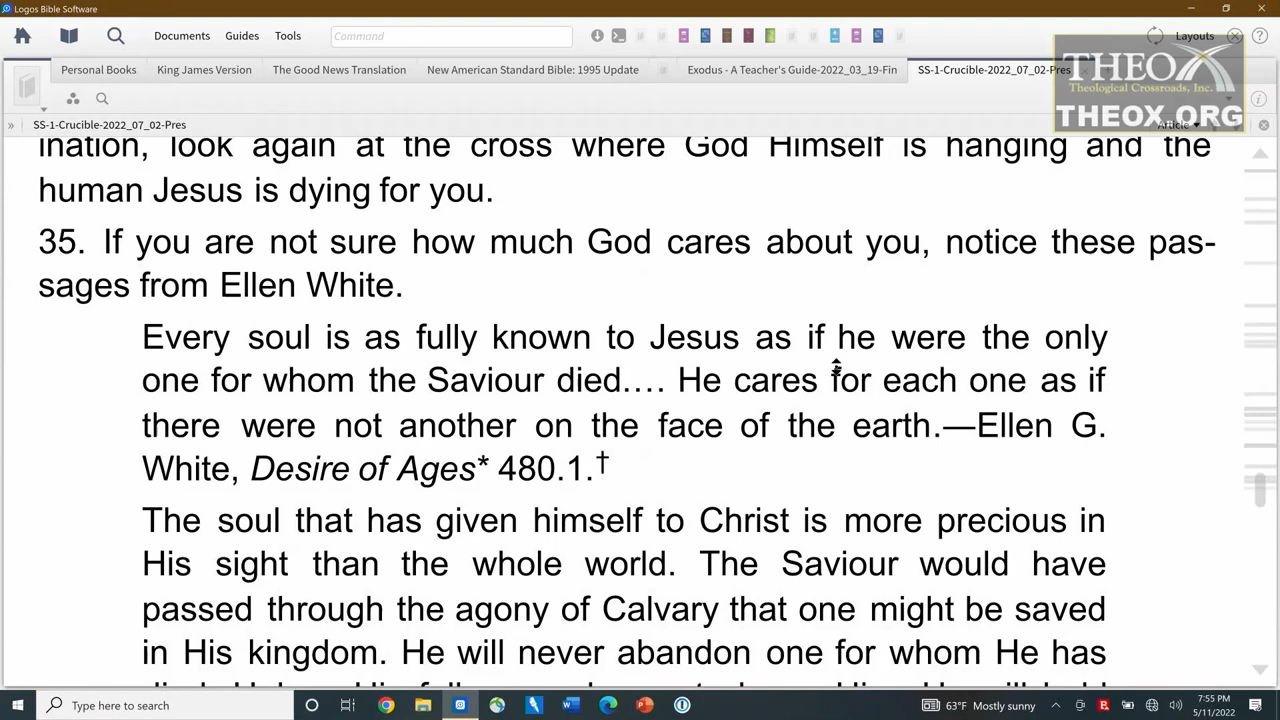 Logos Bible Software
Documents Guides Tools Command Layouts
Personal Books King James Version The Good News Translation New American Standard Bible: 1995 Update Exodus - A Teacher's Guide-2022_03_19-Fin SS-1-Crucible-2022_07_02-Pres
THEOX
Theological Crossroads, Inc.
THEOX.ORG
SS-1-Crucible-2022_07_02-Pres Article
ination, look again at the cross where God Himself is hanging and the
human Jesus is dying for you.
35. If you are not sure how much God cares about you, notice these pas-
sages from Ellen White.
Every soul is as fully known to Jesus as if he were the only
one for whom the Saviour died.... He cares for each one as if
there were not another on the face of the earth.—Ellen G.
White, Desire of Ages* 480.1.†
The soul that has given himself to Christ is more precious in
His sight than the whole world. The Saviour would have
passed through the agony of Calvary that one might be saved
in His kingdom. He will never abandon one for whom He has
Type here to search
63°F Mostly sunny
7:55 PM
5/11/2022